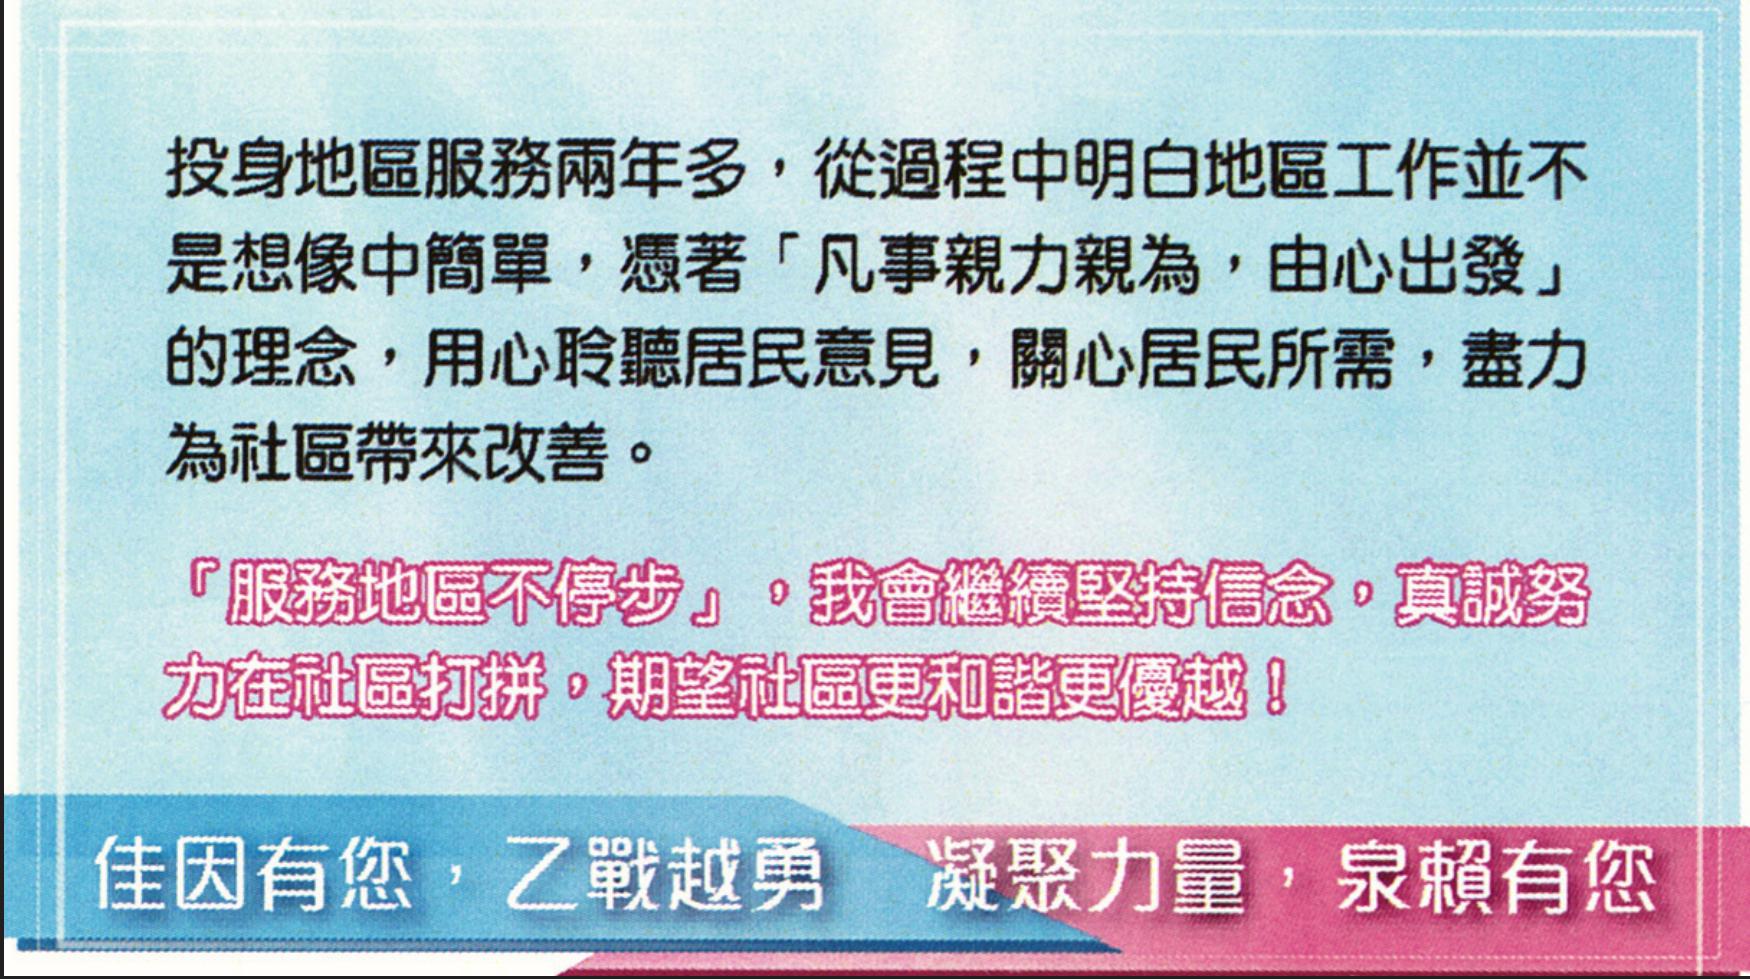 投身地區服務兩年多，從過程中明白地區工作並不
是想像中簡單，憑著「凡事親力親為，由心出發」
的理念，用心聆聽居民意見，關心居民所需，盡力
為社區帶來改善。
「服務地區不停步」，我會繼續堅持信念，真誠努
力在社區打拼，期望社區更和諧更優越！
佳因有您，乙戰越勇　凝聚力量，泉賴有您